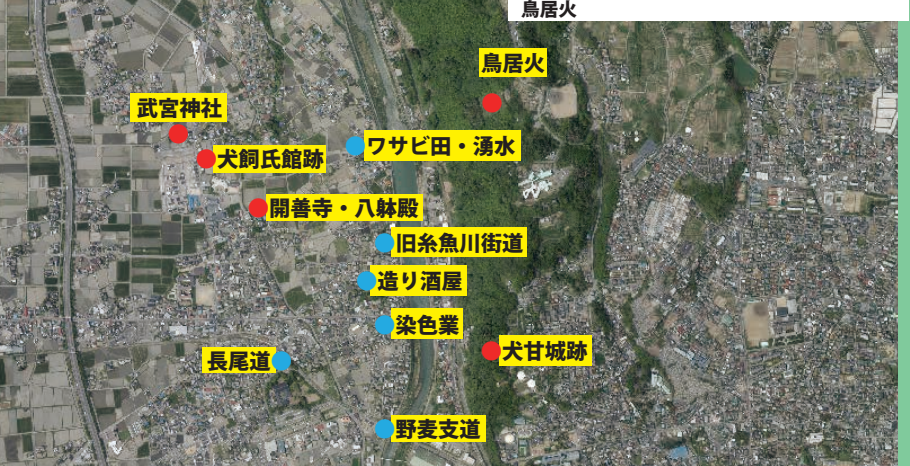 鳥居火
鳥居火
武宮神社
ワサビ田・湧水
犬飼氏館跡
開善寺・八躰殿
旧糸魚川街道
造り酒屋
染色業
犬甘城跡
長尾道
野麦支道